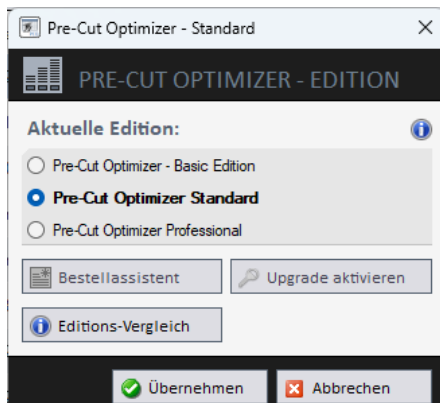 Pre-Cut Optimizer - Standard
PRE-CUT OPTIMIZER - EDITION
Aktuelle Edition:
Pre-Cut Optimizer - Basic Edition
Pre-Cut Optimizer Standard
Pre-Cut Optimizer Professional
Bestellassistent
Upgrade aktivieren
Editions-Vergleich
Übernehmen
Abbrechen